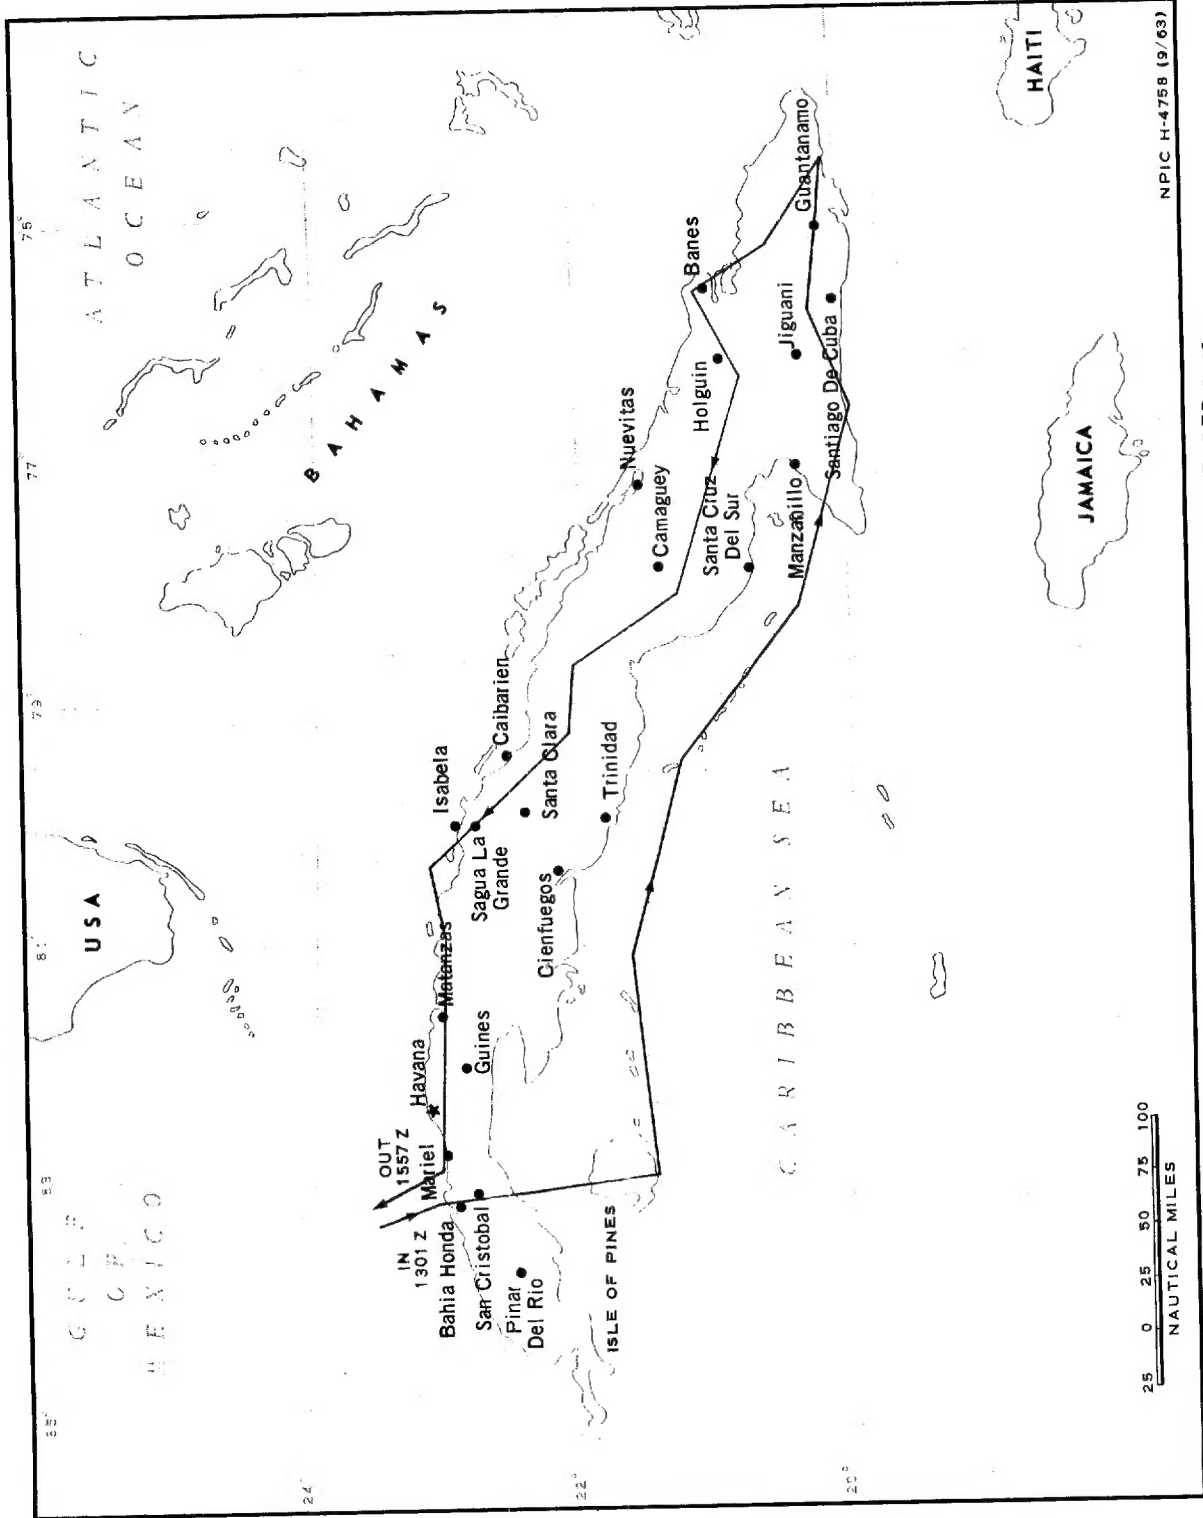 ATLANTIC
OCEAN
GULF
OF
MEXICO
USA
BAHAMAS
CARIBBEAN SEA
HAITI
JAMAICA
ISLE OF PINES
83°
81°
79°
77°
75°
24°
22°
20°
IN
1301 Z
OUT
1557 Z
Bahia Honda
San Cristobal
Pinar
Del Rio
Mariel
Havana
Guines
Matanzas
Isabela
Sagua La
Grande
Cienfuegos
Caibarien
Santa Clara
Trinidad
Nuevitas
Camaguey
Santa Cruz
Del Sur
Holguin
Banes
Manzanillo
Jiguani
Santiago De Cuba
Guantanamo
25 0 25 50 75 100
NAUTICAL MILES
NPIC H-4758 (9/63)